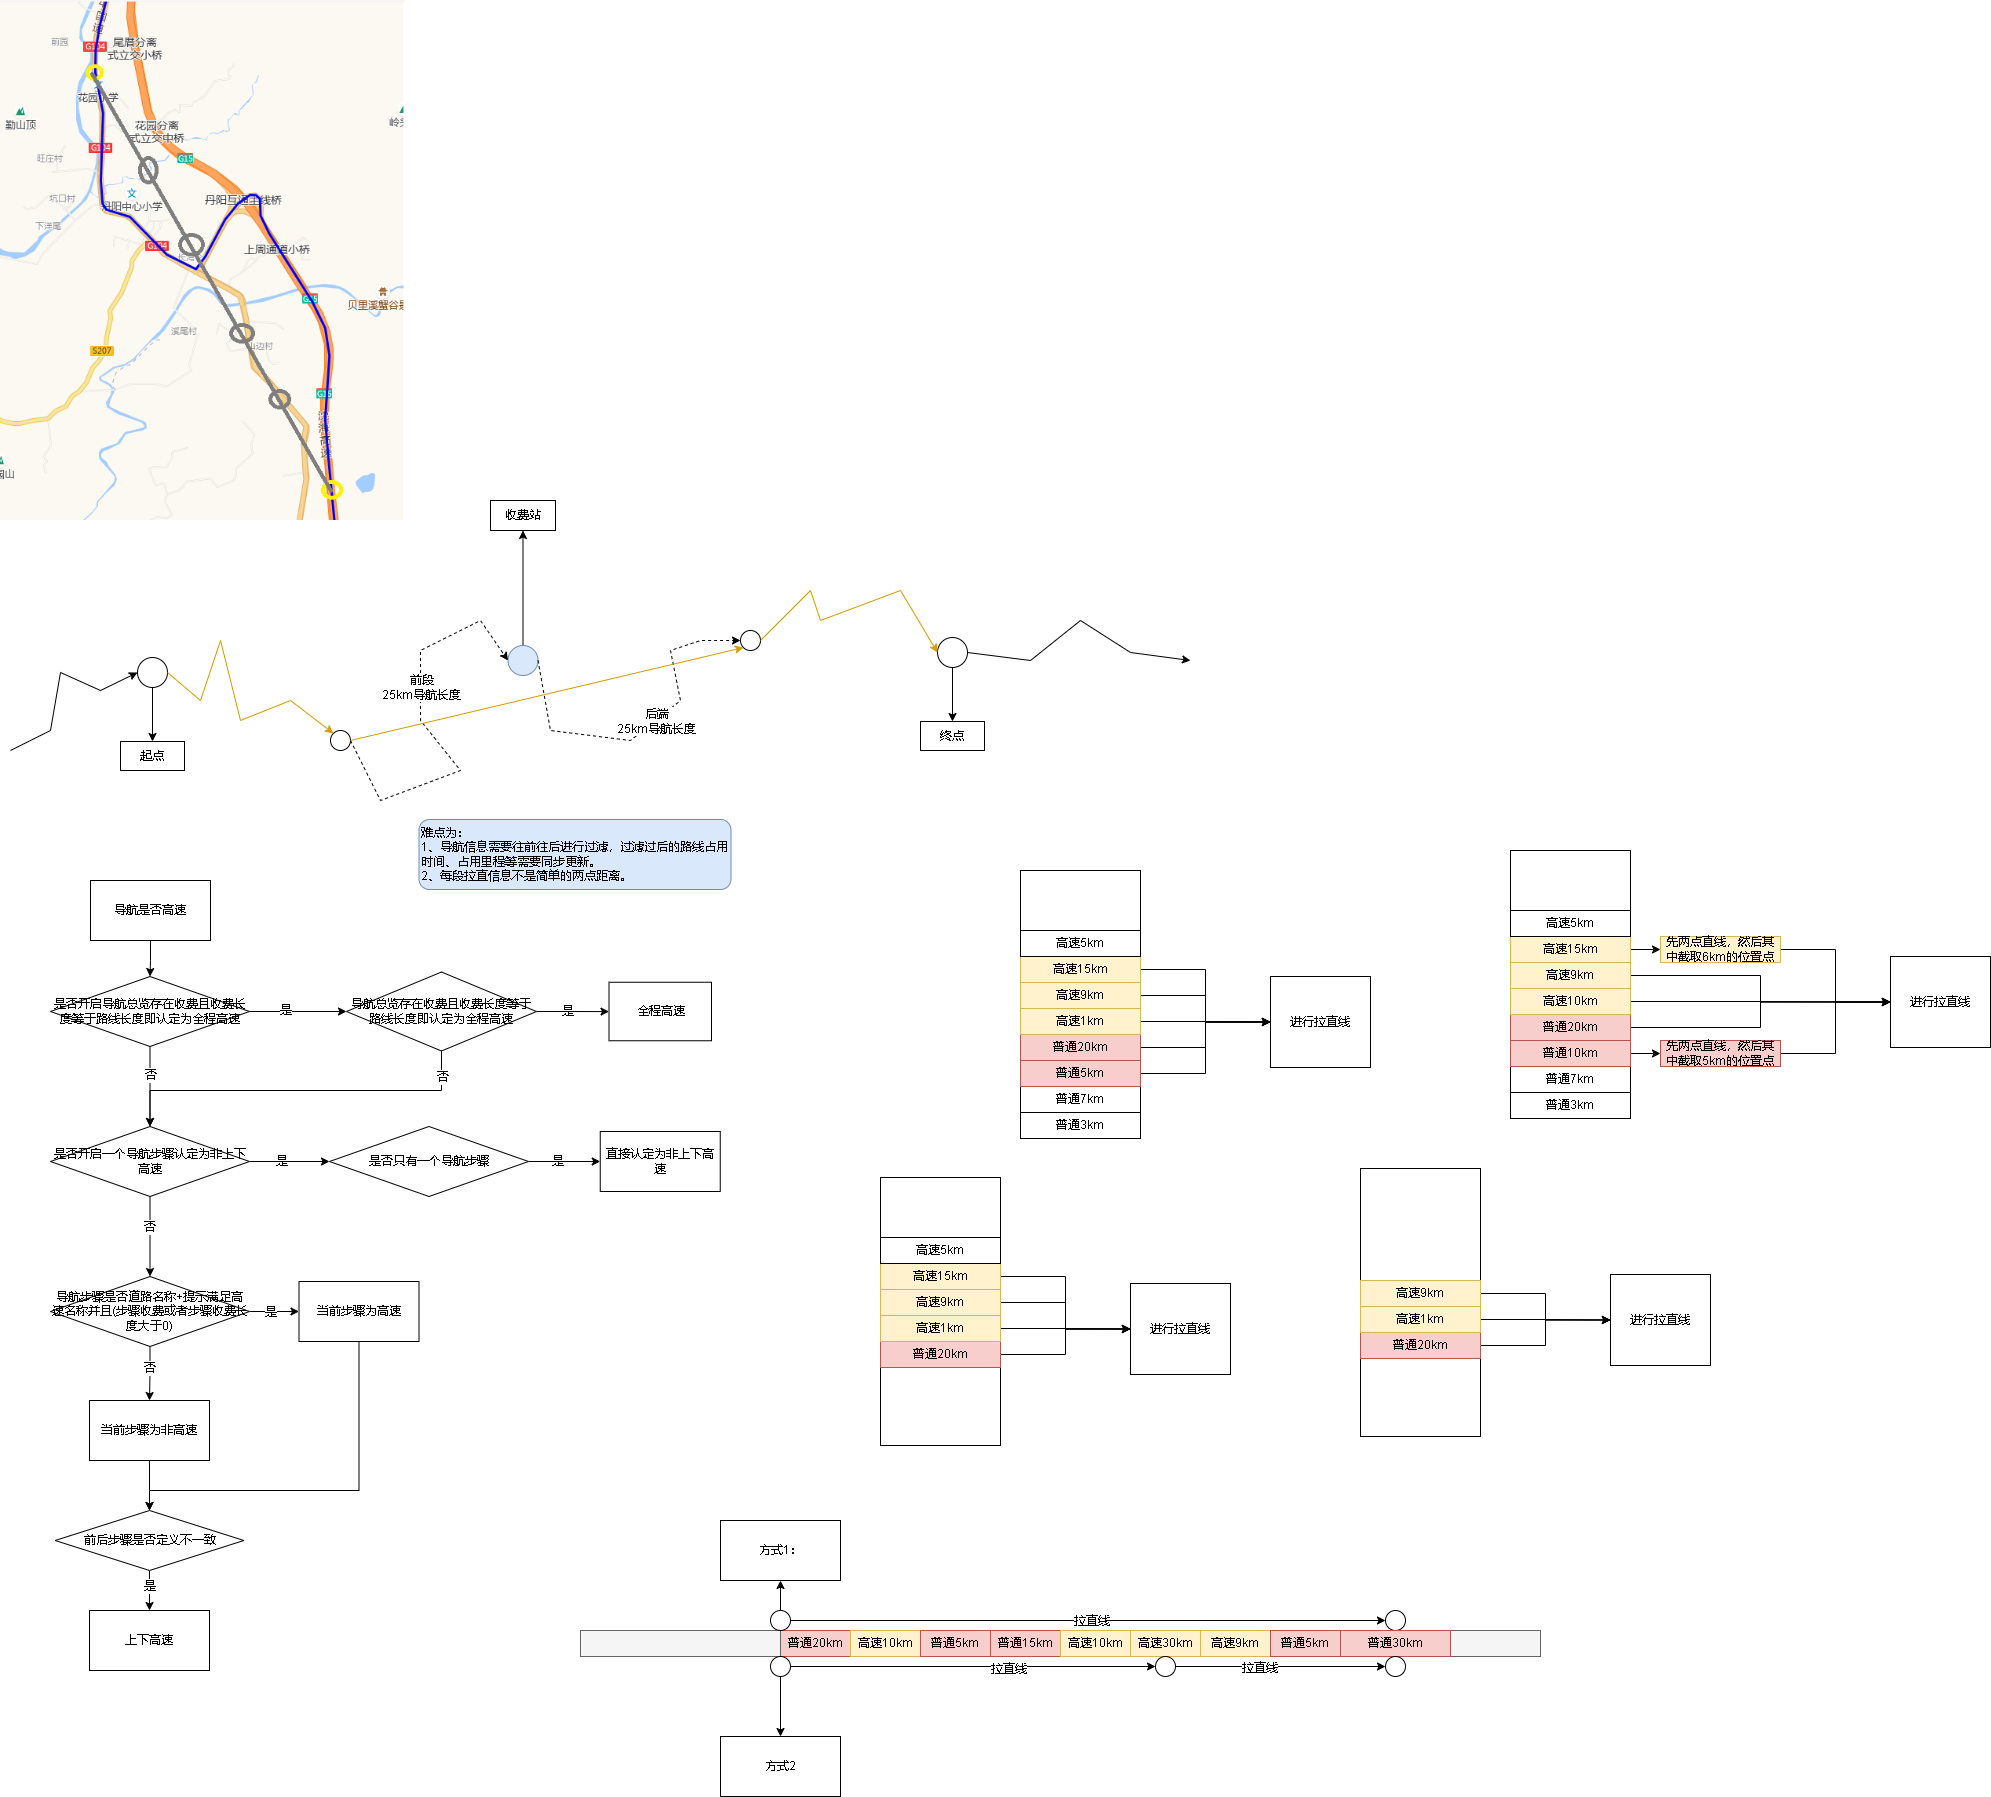 前园
G104
尾厝分离
式立交小桥
花园小学
勤山顶
花园分离
式立交中桥
岭头
G104
G15
旺庄村
坑口村
丹阳中心小学
丹阳互通主线桥
下洋尾
G104
上周通道小桥
G15
贝里溪蟹谷景
溪尾村
山边村
S207
G15
沈海高速
收费站
前段
25km导航长度
后端
25km导航长度
起点
终点
难点为：
1、导航信息需要往前往后进行过滤，过滤过后的路线占用
时间、占用里程等需要同步更新。
2、每段拉直信息不是简单的两点距离。
导航是否高速
是否开启导航总览存在收费且收费长
度等于路线长度即认定为全程高速
是
导航总览存在收费且收费长度等于
路线长度即认定为全程高速
是
全程高速
否
否
是否开启一个导航步骤认定为非上下
高速
是
是否只有一个导航步骤
是
直接认定为非上下高
速
否
导航步骤是否道路名称+提示满足高
速名称并且(步骤收费或者步骤收费长
度大于0)
是
当前步骤为高速
否
当前步骤为非高速
前后步骤是否定义不一致
是
上下高速
高速5km
高速15km
高速9km
高速1km
普通20km
普通5km
普通7km
普通3km
进行拉直线
高速5km
高速15km
高速9km
高速10km
普通20km
普通10km
普通7km
普通3km
先两点直线，然后其
中截取6km的位置点
先两点直线，然后其
中截取5km的位置点
进行拉直线
高速5km
高速15km
高速9km
高速1km
普通20km
进行拉直线
高速9km
高速1km
普通20km
进行拉直线
方式1：
拉直线
普通20km
高速10km
普通5km
普通15km
高速10km
高速30km
高速9km
普通5km
普通30km
拉直线
拉直线
方式2